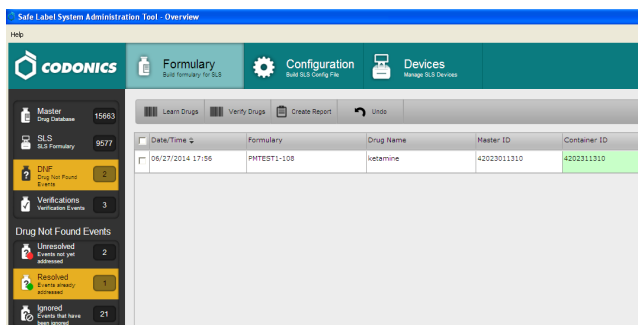 Safe Label System Administration Tool - Overview
Help
CODONICS
Formulary
Build formulary for SLS
Configuration
Build SLS Config File
Devices
Manage SLS Devices
Master
Drug Database
15663
SLS
SLS Formulary
9577
DNF
Drug Not Found
Events
2
Verifications
Verification Events
3
Drug Not Found Events
Unresolved
Events not yet
addressed
2
Resolved
Events already
addressed
1
Ignored
Events that have
been ignored
21
Learn Drugs
Verify Drugs
Create Report
Undo
Date/Time
Formulary
Drug Name
Master ID
Container ID
06/27/2014 17:56
PMTEST1-108
ketamine
42023011310
4202311310